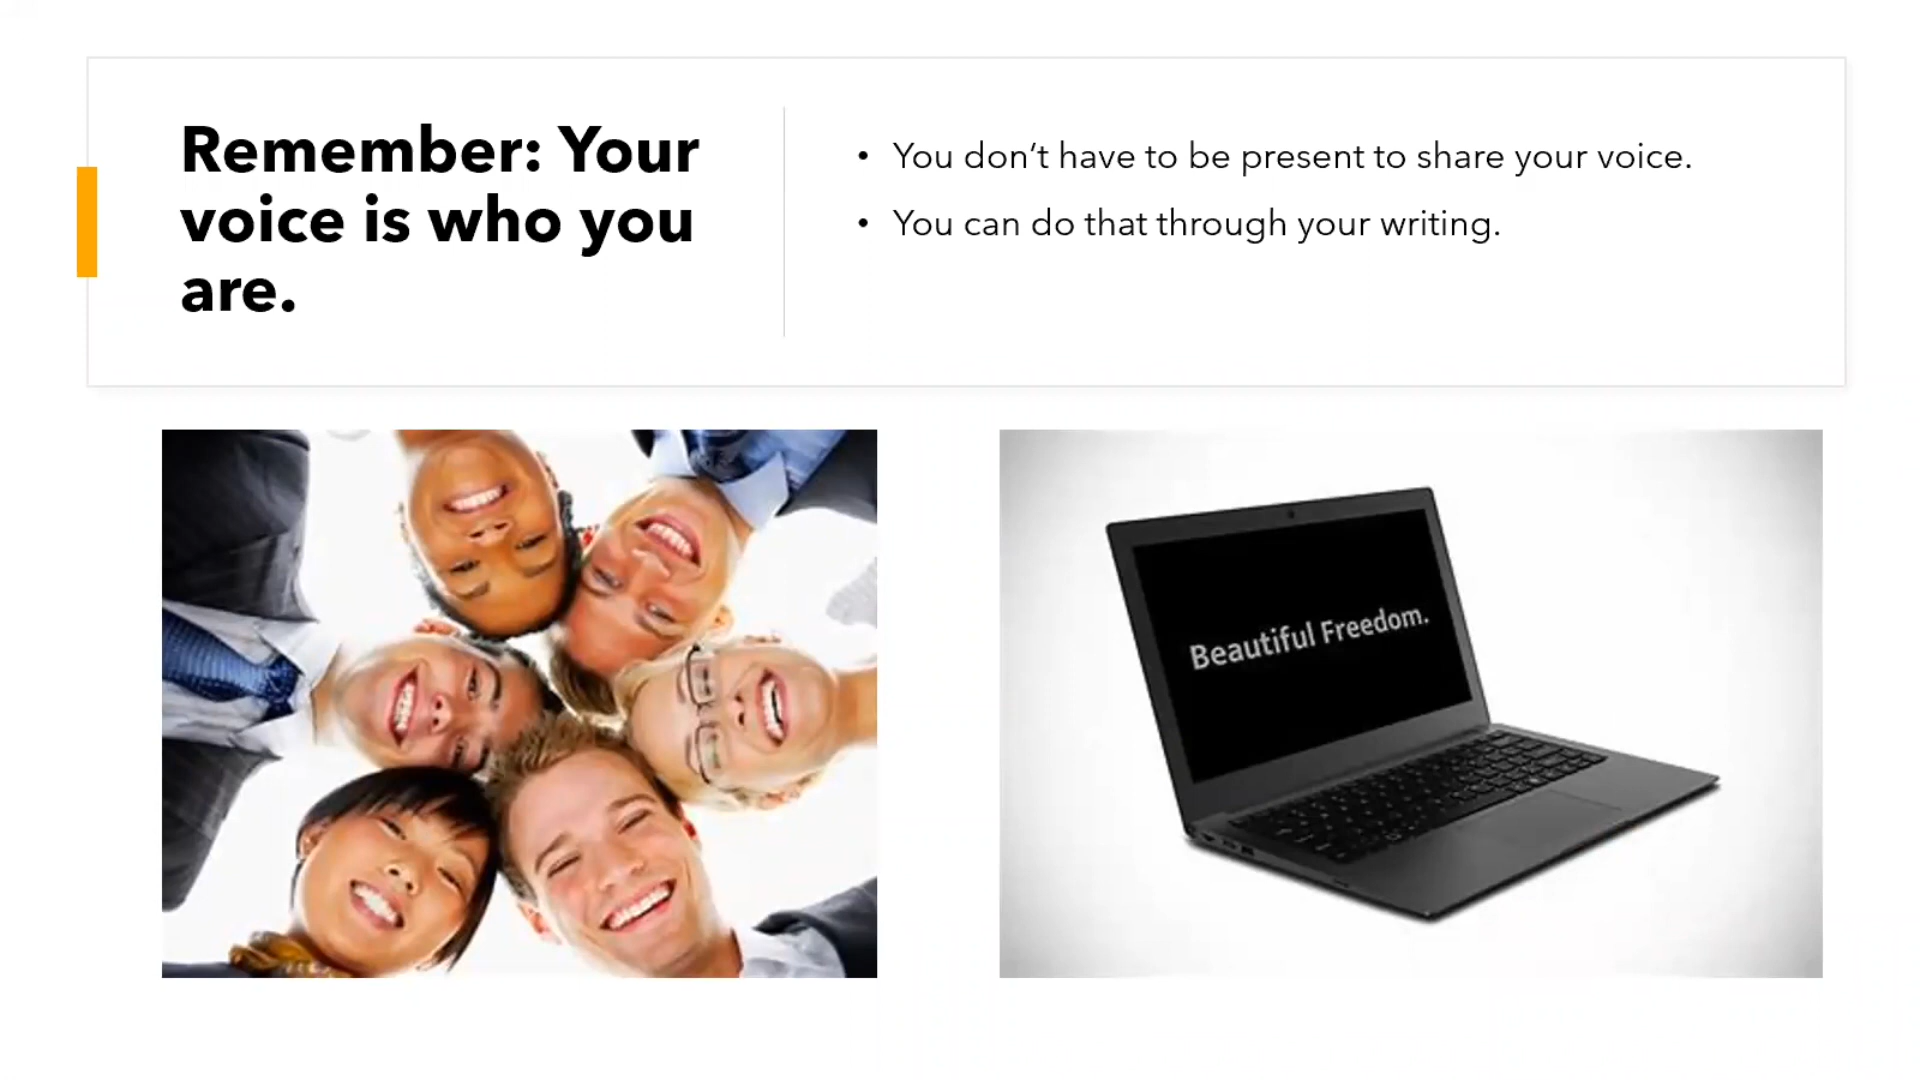 Remember: Your
voice is who you
are.
• You don’t have to be present to share your voice.
• You can do that through your writing.
Beautiful Freedom.